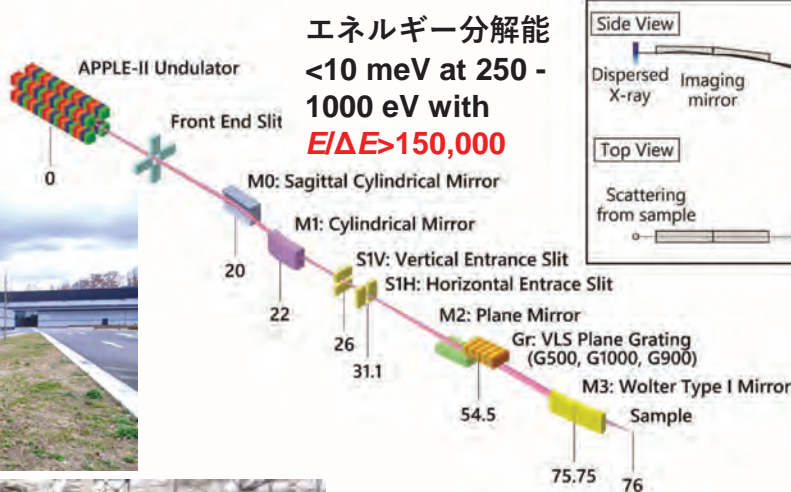 エネルギー分解能
<10 meV at 250 -
1000 eV with
E/ΔE>150,000
APPLE-II Undulator
Front End Slit
0
M0: Sagittal Cylindrical Mirror
M1: Cylindrical Mirror
20
S1V: Vertical Entrance Slit
22
S1H: Horizontal Entrace Slit
26
M2: Plane Mirror
31.1
Gr: VLS Plane Grating
(G500, G1000, G900)
54.5
M3: Wolter Type I Mirror
Sample
75.75
76
Side View
Dispersed
X-ray
Imaging
mirror
Top View
Scattering
from sample